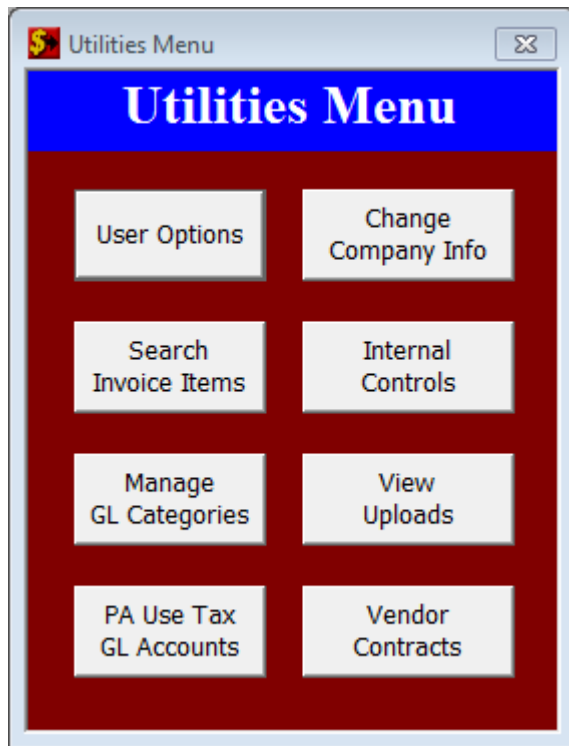 Utilities Menu
Utilities Menu
User Options
Change
Company Info
Search
Invoice Items
Internal
Controls
Manage
GL Categories
View
Uploads
PA Use Tax
GL Accounts
Vendor
Contracts